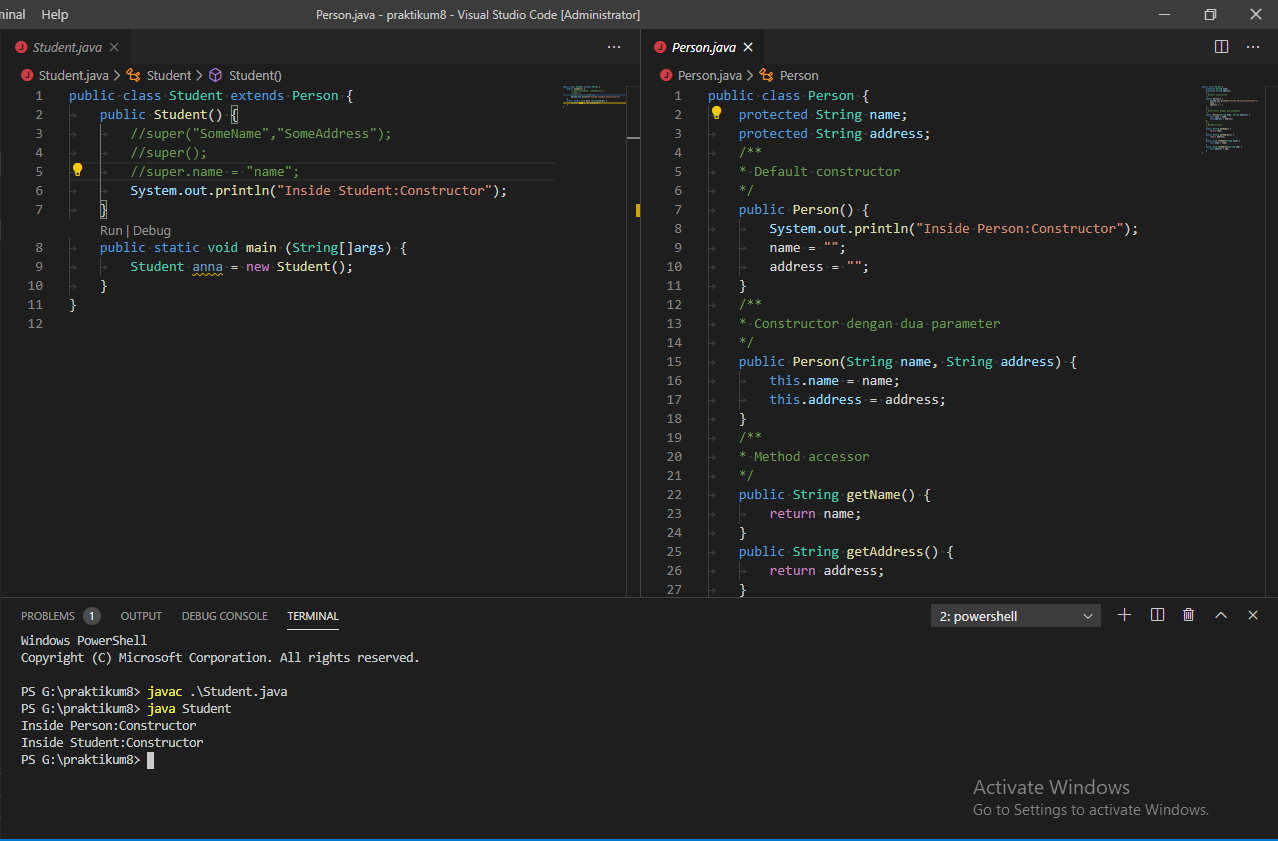 minal Help Person.java - praktikum8 - Visual Studio Code [Administrator]
Student.java
Student.java > Student > Student()
1 public class Student extends Person {
2 public Student() {
3 //super("SomeName","SomeAddress");
4 //super();
5 //super.name = "name";
6 System.out.println("Inside Student:Constructor");
7 }
Run | Debug
8 public static void main (String[]args) {
9 Student anna = new Student();
10 }
11 }
12
Person.java
Person.java > Person
1 public class Person {
2 protected String name;
3 protected String address;
4 /**
5 * Default constructor
6 */
7 public Person() {
8 System.out.println("Inside Person:Constructor");
9 name = "";
10 address = "";
11 }
12 /**
13 * Constructor dengan dua parameter
14 */
15 public Person(String name, String address) {
16 this.name = name;
17 this.address = address;
18 }
19 /**
20 * Method accessor
21 */
22 public String getName() {
23 return name;
24 }
25 public String getAddress() {
26 return address;
27 }
PROBLEMS 1 OUTPUT DEBUG CONSOLE TERMINAL 2: powershell
Windows PowerShell
Copyright (C) Microsoft Corporation. All rights reserved.
PS G:\praktikum8> javac .\Student.java
PS G:\praktikum8> java Student
Inside Person:Constructor
Inside Student:Constructor
PS G:\praktikum8>
Activate Windows
Go to Settings to activate Windows.